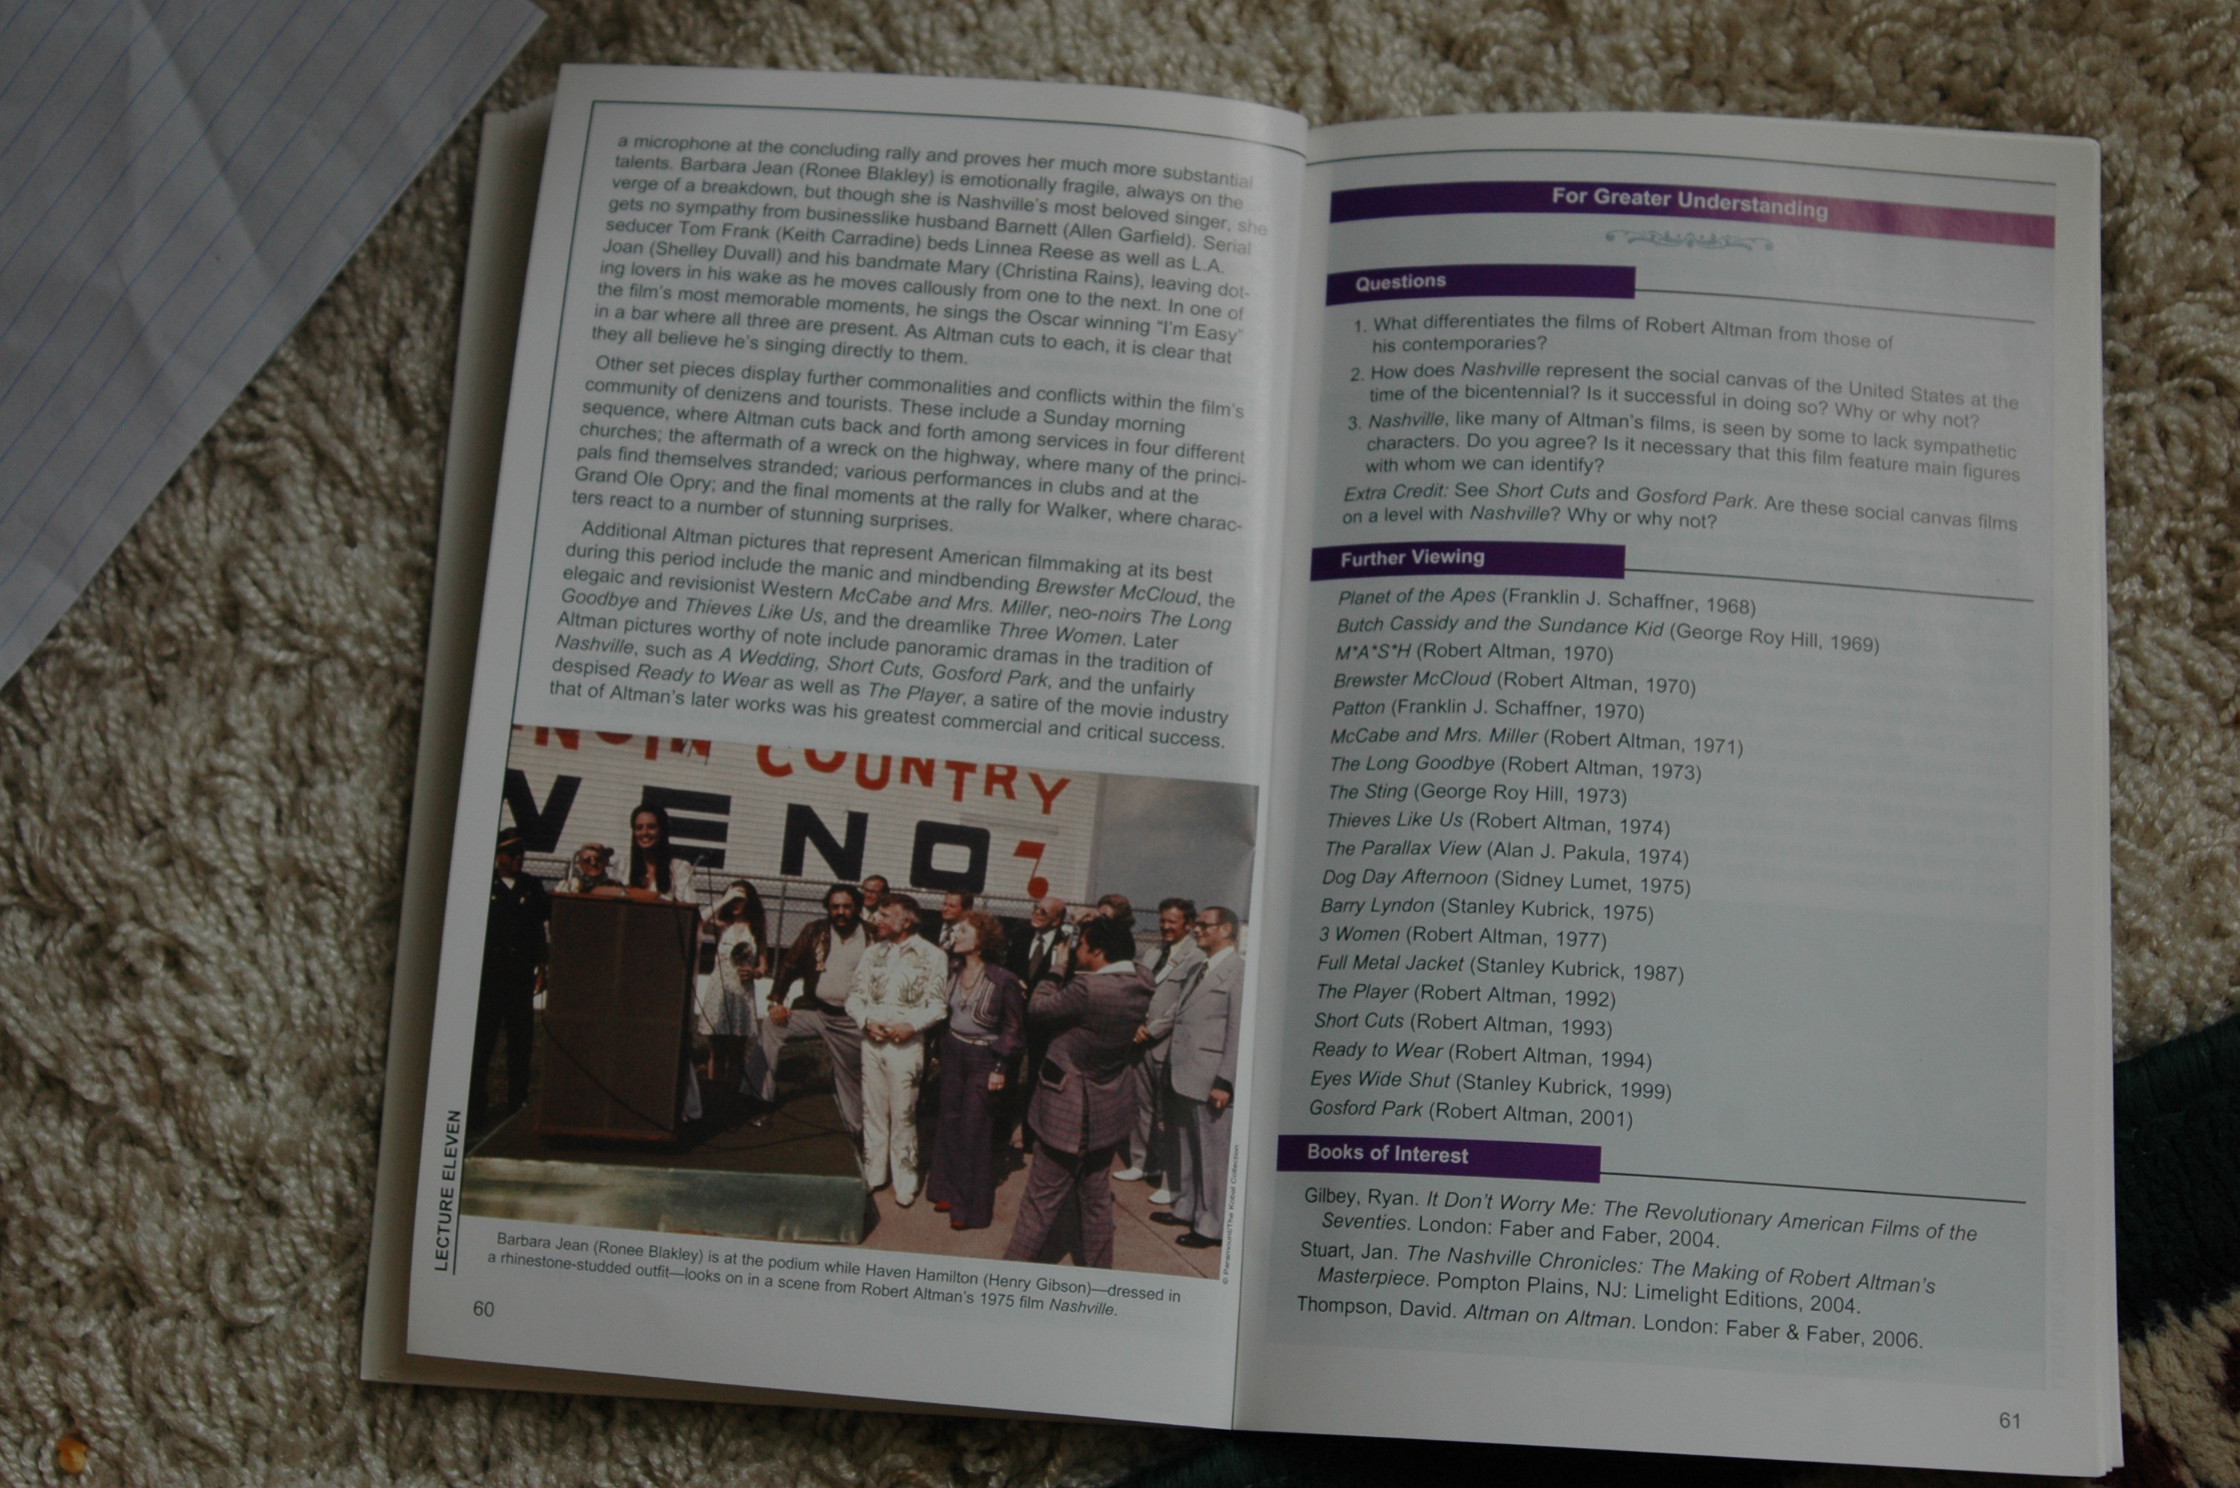 a microphone at the concluding rally and proves her much more substantial
talents. Barbara Jean (Ronee Blakley) is emotionally fragile, always on the
verge of a breakdown, but though she is Nashville's most beloved singer, she
gets no sympathy from businesslike husband Barnett (Allen Garfield). Serial
seducer Tom Frank (Keith Carradine) beds Linnea Reese as well as L.A.
Joan (Shelley Duvall) and his bandmate Mary (Christina Rains), leaving dot-
ing lovers in his wake as he moves callously from one to the next. In one of
the film's most memorable moments, he sings the Oscar winning "I'm Easy"
in a bar where all three are present. As Altman cuts to each, it is clear that
they all believe he's singing directly to them.
Other set pieces display further commonalities and conflicts within the film's
community of denizens and tourists. These include a Sunday morning
sequence, where Altman cuts back and forth among services in four different
churches; the aftermath of a wreck on the highway, where many of the princi-
pals find themselves stranded; various performances in clubs and at the
Grand Ole Opry; and the final moments at the rally for Walker, where charac-
ters react to a number of stunning surprises.
Additional Altman pictures that represent American filmmaking at its best
during this period include the manic and mindbending Brewster McCloud, the
elegaic and revisionist Western McCabe and Mrs. Miller, neo-noirs The Long
Goodbye and Thieves Like Us, and the dreamlike Three Women. Later
Altman pictures worthy of note include panoramic dramas in the tradition of
Nashville, such as A Wedding, Short Cuts, Gosford Park, and the unfairly
despised Ready to Wear as well as The Player, a satire of the movie industry
that of Altman's later works was his greatest commercial and critical success.
COUNTRY
VENO%
© Paramount/The Kobal Collection
Barbara Jean (Ronee Blakley) is at the podium while Haven Hamilton (Henry Gibson)—dressed in
a rhinestone-studded outfit—looks on in a scene from Robert Altman's 1975 film Nashville.
LECTURE ELEVEN
60
For Greater Understanding
Questions
1. What differentiates the films of Robert Altman from those of
his contemporaries?
2. How does Nashville represent the social canvas of the United States at the
time of the bicentennial? Is it successful in doing so? Why or why not?
3. Nashville, like many of Altman's films, is seen by some to lack sympathetic
characters. Do you agree? Is it necessary that this film feature main figures
with whom we can identify?
Extra Credit: See Short Cuts and Gosford Park. Are these social canvas films
on a level with Nashville? Why or why not?
Further Viewing
Planet of the Apes (Franklin J. Schaffner, 1968)
Butch Cassidy and the Sundance Kid (George Roy Hill, 1969)
M*A*S*H (Robert Altman, 1970)
Brewster McCloud (Robert Altman, 1970)
Patton (Franklin J. Schaffner, 1970)
McCabe and Mrs. Miller (Robert Altman, 1971)
The Long Goodbye (Robert Altman, 1973)
The Sting (George Roy Hill, 1973)
Thieves Like Us (Robert Altman, 1974)
The Parallax View (Alan J. Pakula, 1974)
Dog Day Afternoon (Sidney Lumet, 1975)
Barry Lyndon (Stanley Kubrick, 1975)
3 Women (Robert Altman, 1977)
Full Metal Jacket (Stanley Kubrick, 1987)
The Player (Robert Altman, 1992)
Short Cuts (Robert Altman, 1993)
Ready to Wear (Robert Altman, 1994)
Eyes Wide Shut (Stanley Kubrick, 1999)
Gosford Park (Robert Altman, 2001)
Books of Interest
Gilbey, Ryan. It Don't Worry Me: The Revolutionary American Films of the
Seventies. London: Faber and Faber, 2004.
Stuart, Jan. The Nashville Chronicles: The Making of Robert Altman's
Masterpiece. Pompton Plains, NJ: Limelight Editions, 2004.
Thompson, David. Altman on Altman. London: Faber & Faber, 2006.
61